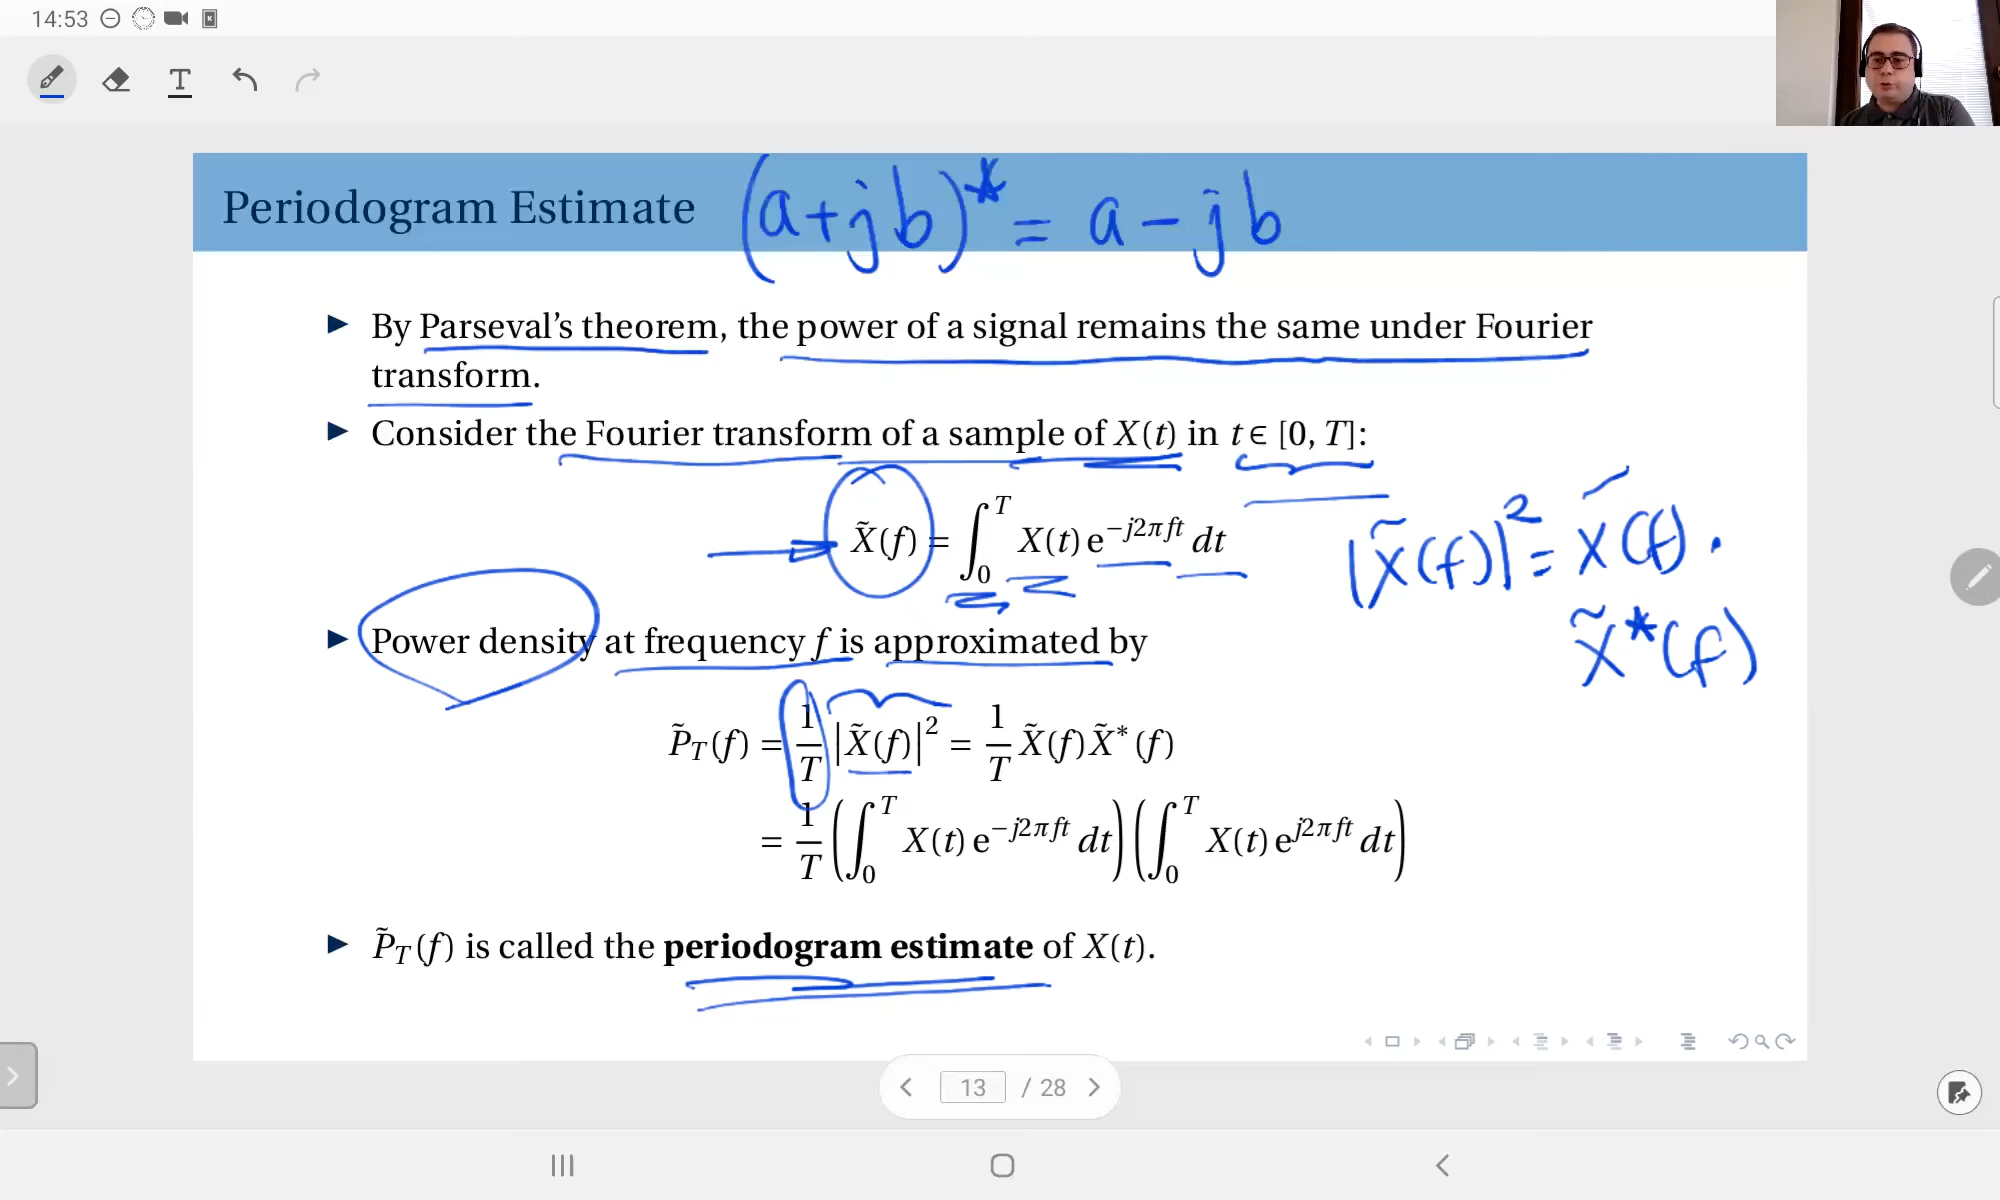 14:53
Periodogram Estimate (a+jb)* = a − jb
▶ By Parseval's theorem, the power of a signal remains the same under Fourier
transform.
▶ Consider the Fourier transform of a sample of X(t) in t ∈ [0, T]:
X̃(f) = ∫₀ᵀ X(t) e^{−j2πft} dt
|X̃(f)|² = X̃(f) ·
X̃*(f)
▶ Power density at frequency f is approximated by
P̃_T(f) = 1/T |X̃(f)|² = 1/T X̃(f)X̃*(f)
= 1/T (∫₀ᵀ X(t) e^{−j2πft} dt) (∫₀ᵀ X(t) e^{j2πft} dt)
▶ P̃_T(f) is called the periodogram estimate of X(t).
13 / 28